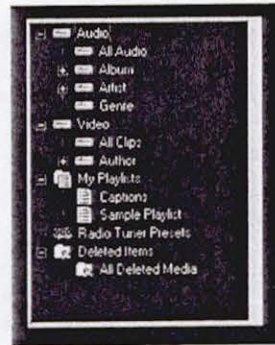 Audio
All Audio
Album
Artist
Genre
Video
All Clips
Author
My Playlists
Captions
Sample Playlist
Radio Tuner Presets
Deleted Items
All Deleted Media